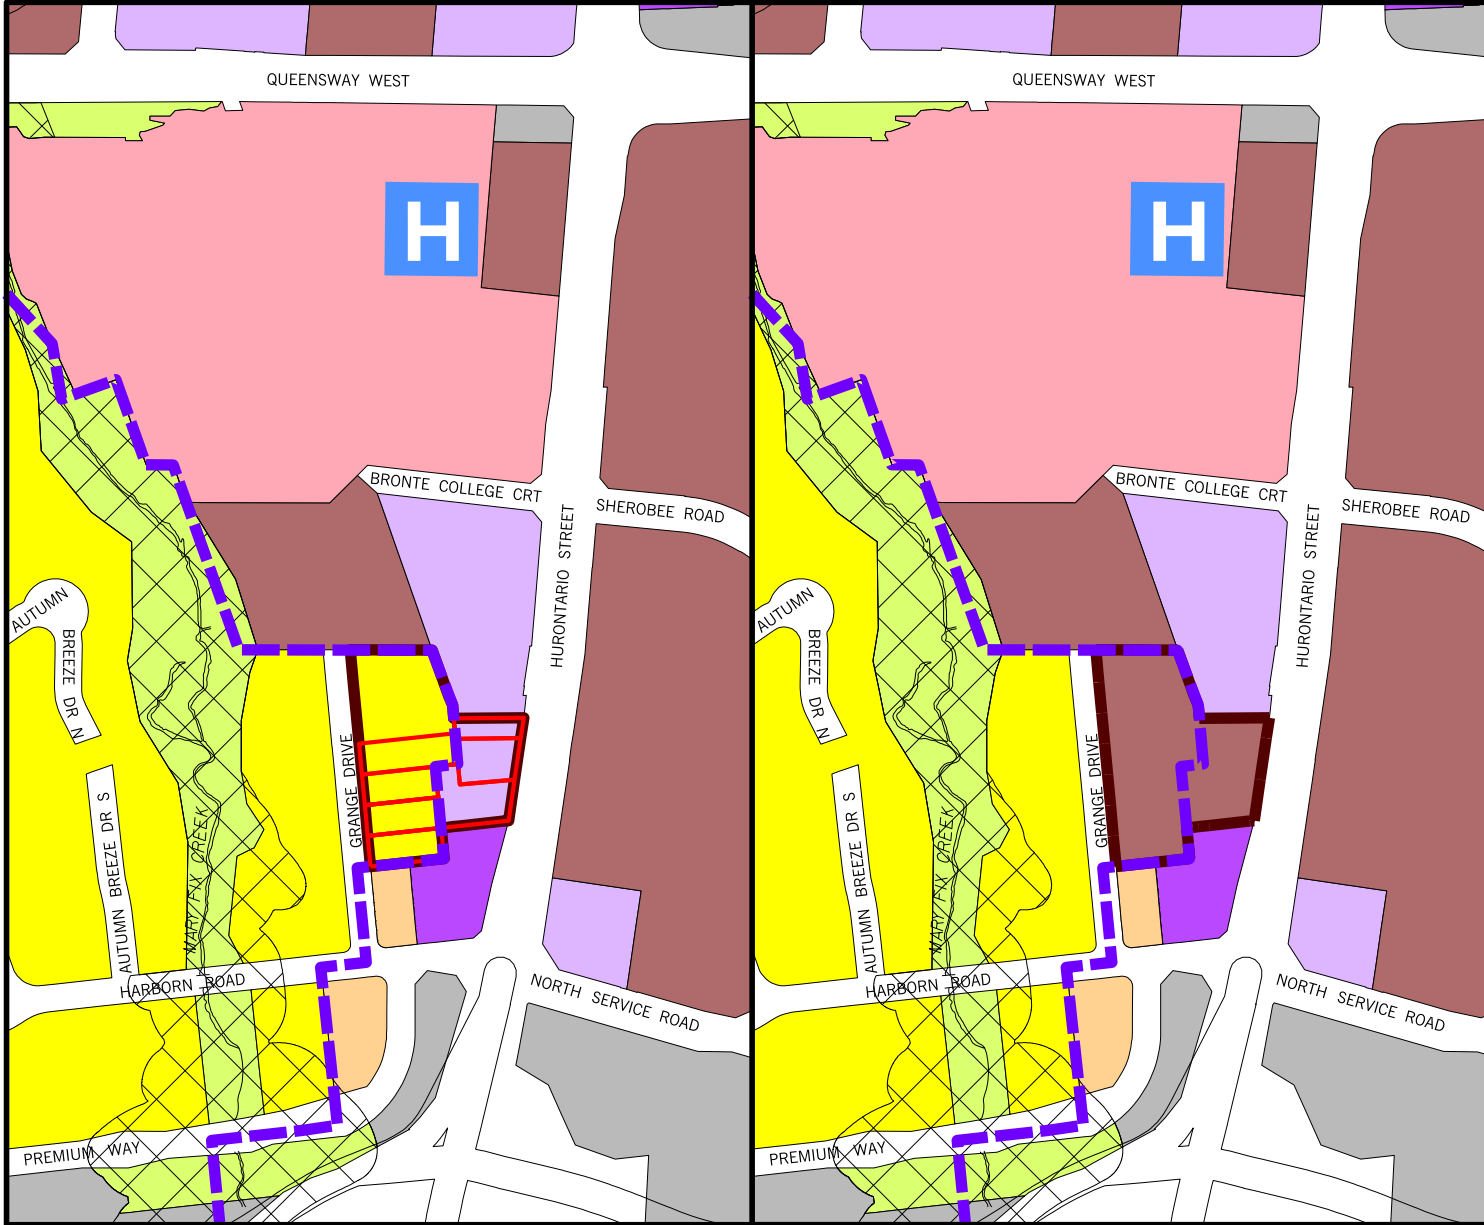 QUEENSWAY WEST
H
BRONTE COLLEGE CRT
SHEROBEE ROAD
HURONTARIO STREET
AUTUMN
BREEZE DR N
GRANGE DRIVE
AUTUMN BREEZE DR S
MARY FIX CREEK
HARBORN ROAD
NORTH SERVICE ROAD
PREMIUM WAY
QUEENSWAY WEST
H
BRONTE COLLEGE CRT
SHEROBEE ROAD
HURONTARIO STREET
AUTUMN
BREEZE DR N
GRANGE DRIVE
AUTUMN BREEZE DR S
MARY FIX CREEK
HARBORN ROAD
NORTH SERVICE ROAD
PREMIUM WAY